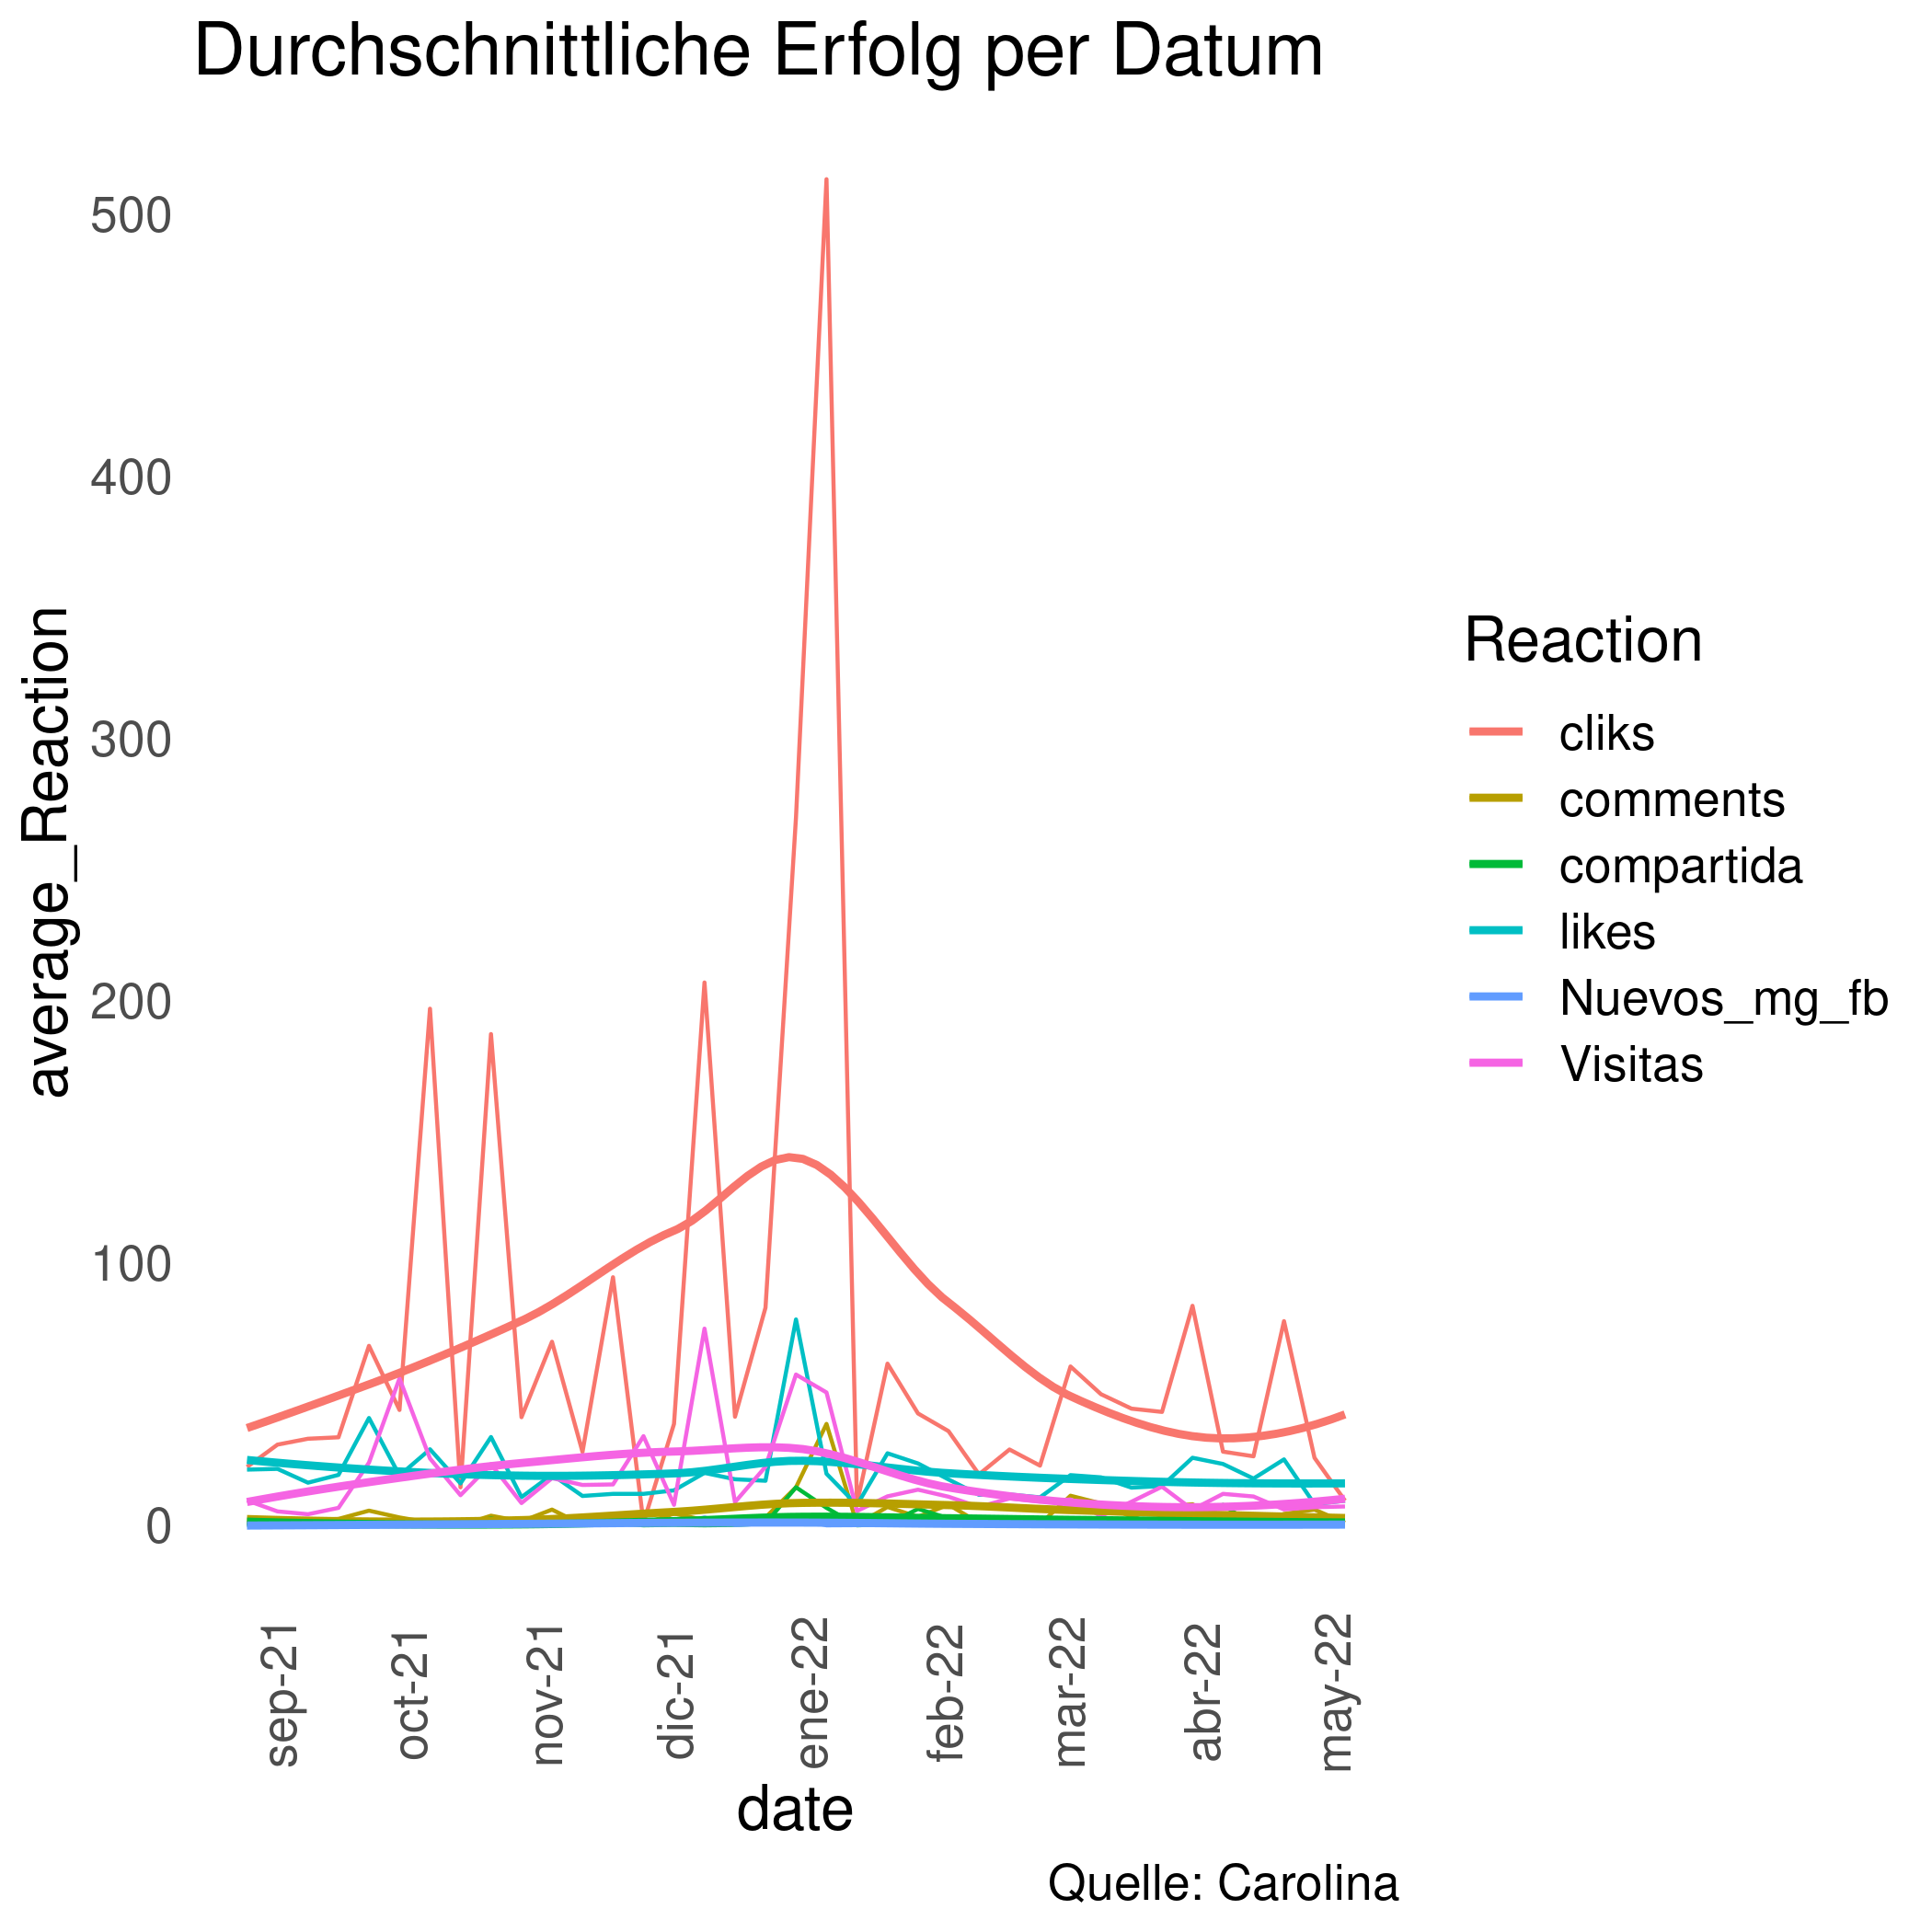 Durchschnittliche Erfolg per Datum
500
400
300
200
100
0
average_Reaction
sep-21
oct-21
nov-21
dic-21
ene-22
feb-22
mar-22
abr-22
may-22
date
Reaction
cliks
comments
compartida
likes
Nuevos_mg_fb
Visitas
Quelle: Carolina